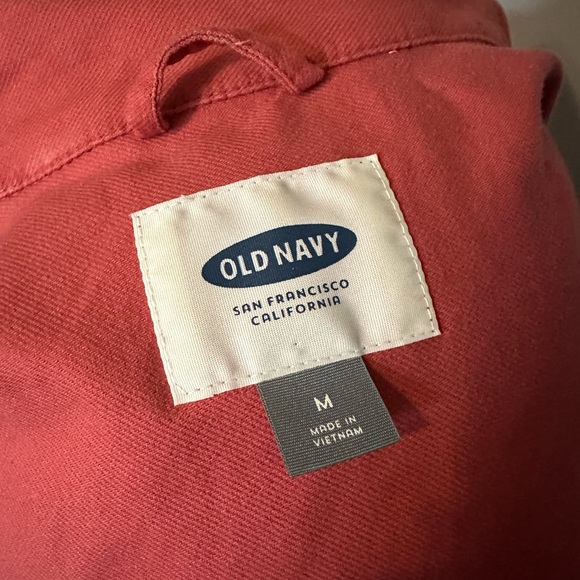 OLD NAVY
SAN FRANCISCO
CALIFORNIA
M
MADE IN
VIETNAM